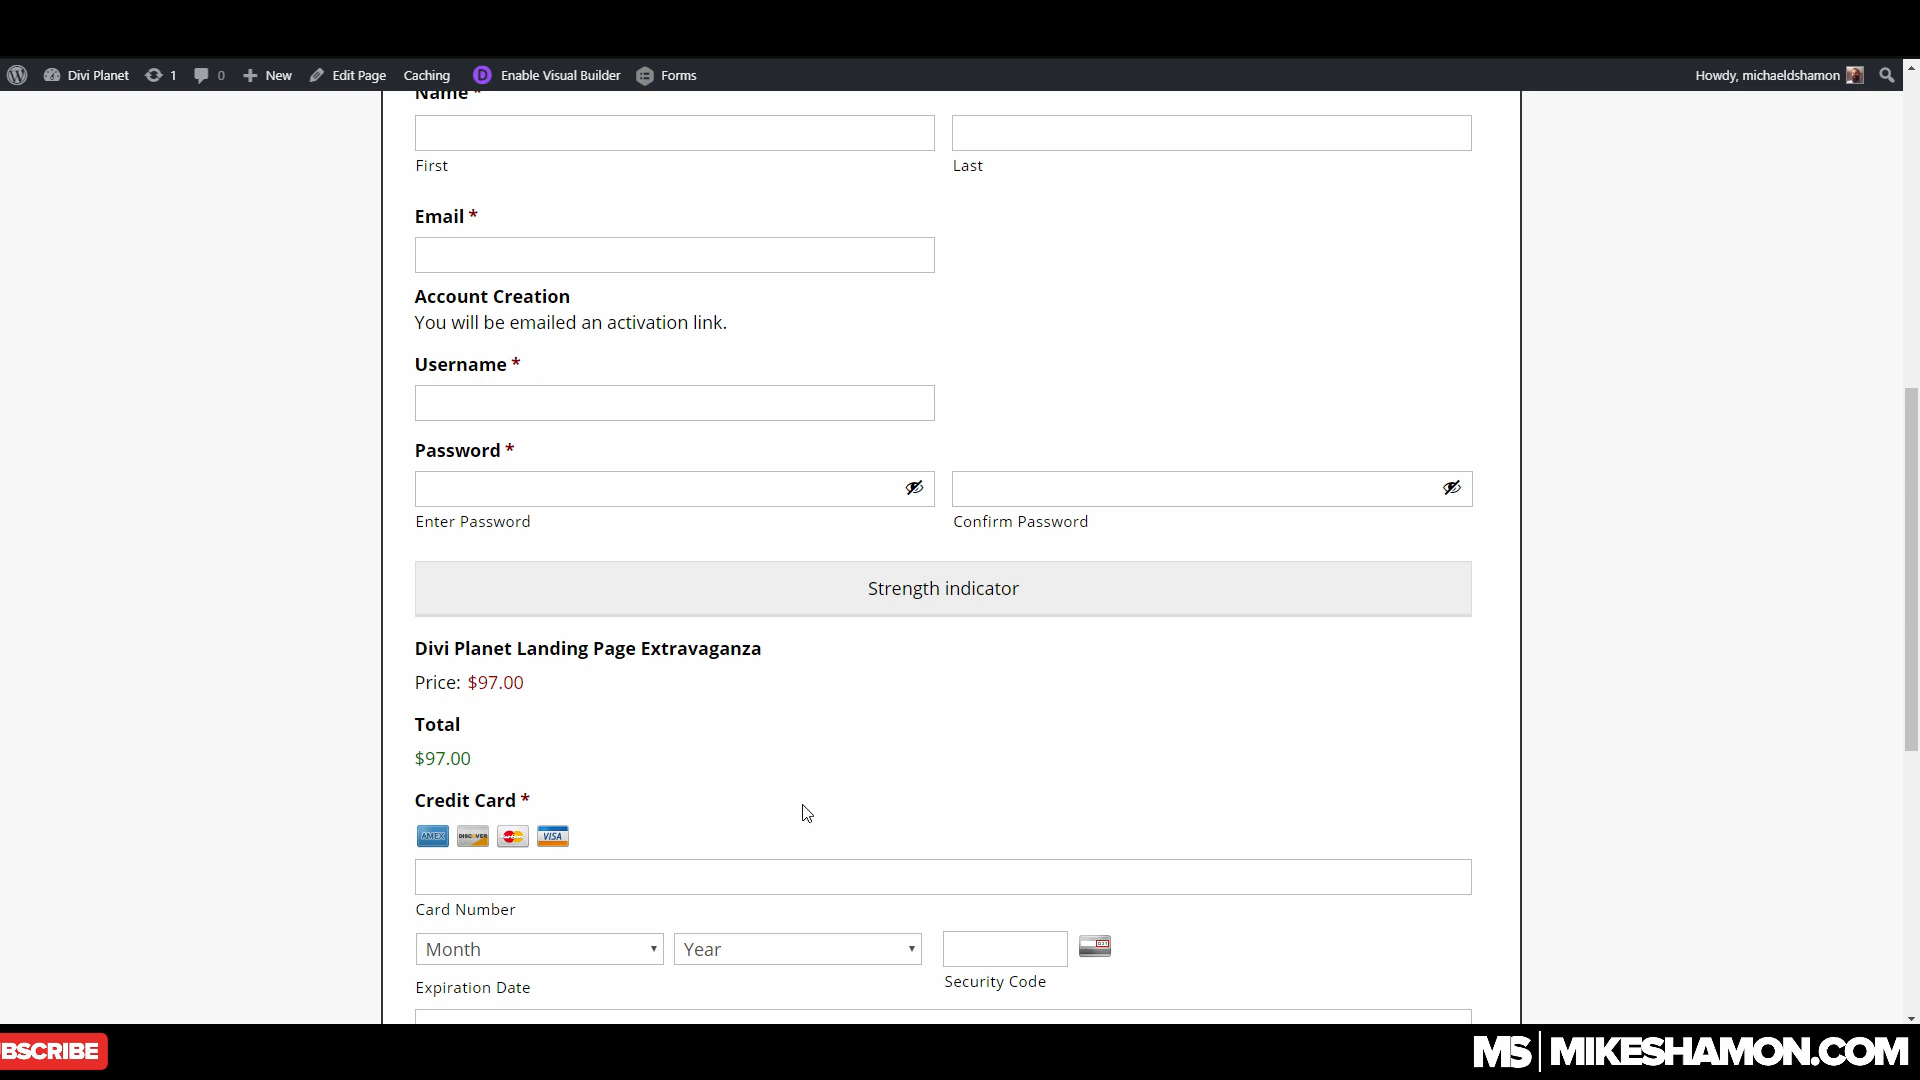 Divi Planet 1 0 New Edit Page Caching Enable Visual Builder Forms Howdy, michaeldshamon
Name *
First Last
Email *
Account Creation
You will be emailed an activation link.
Username *
Password *
Enter Password Confirm Password
Strength indicator
Divi Planet Landing Page Extravaganza
Price: $97.00
Total
$97.00
Credit Card *
AMEX DISCOVER VISA
Card Number
Month Year
Expiration Date Security Code
BSCRIBE
MS MIKESHAMON.COM